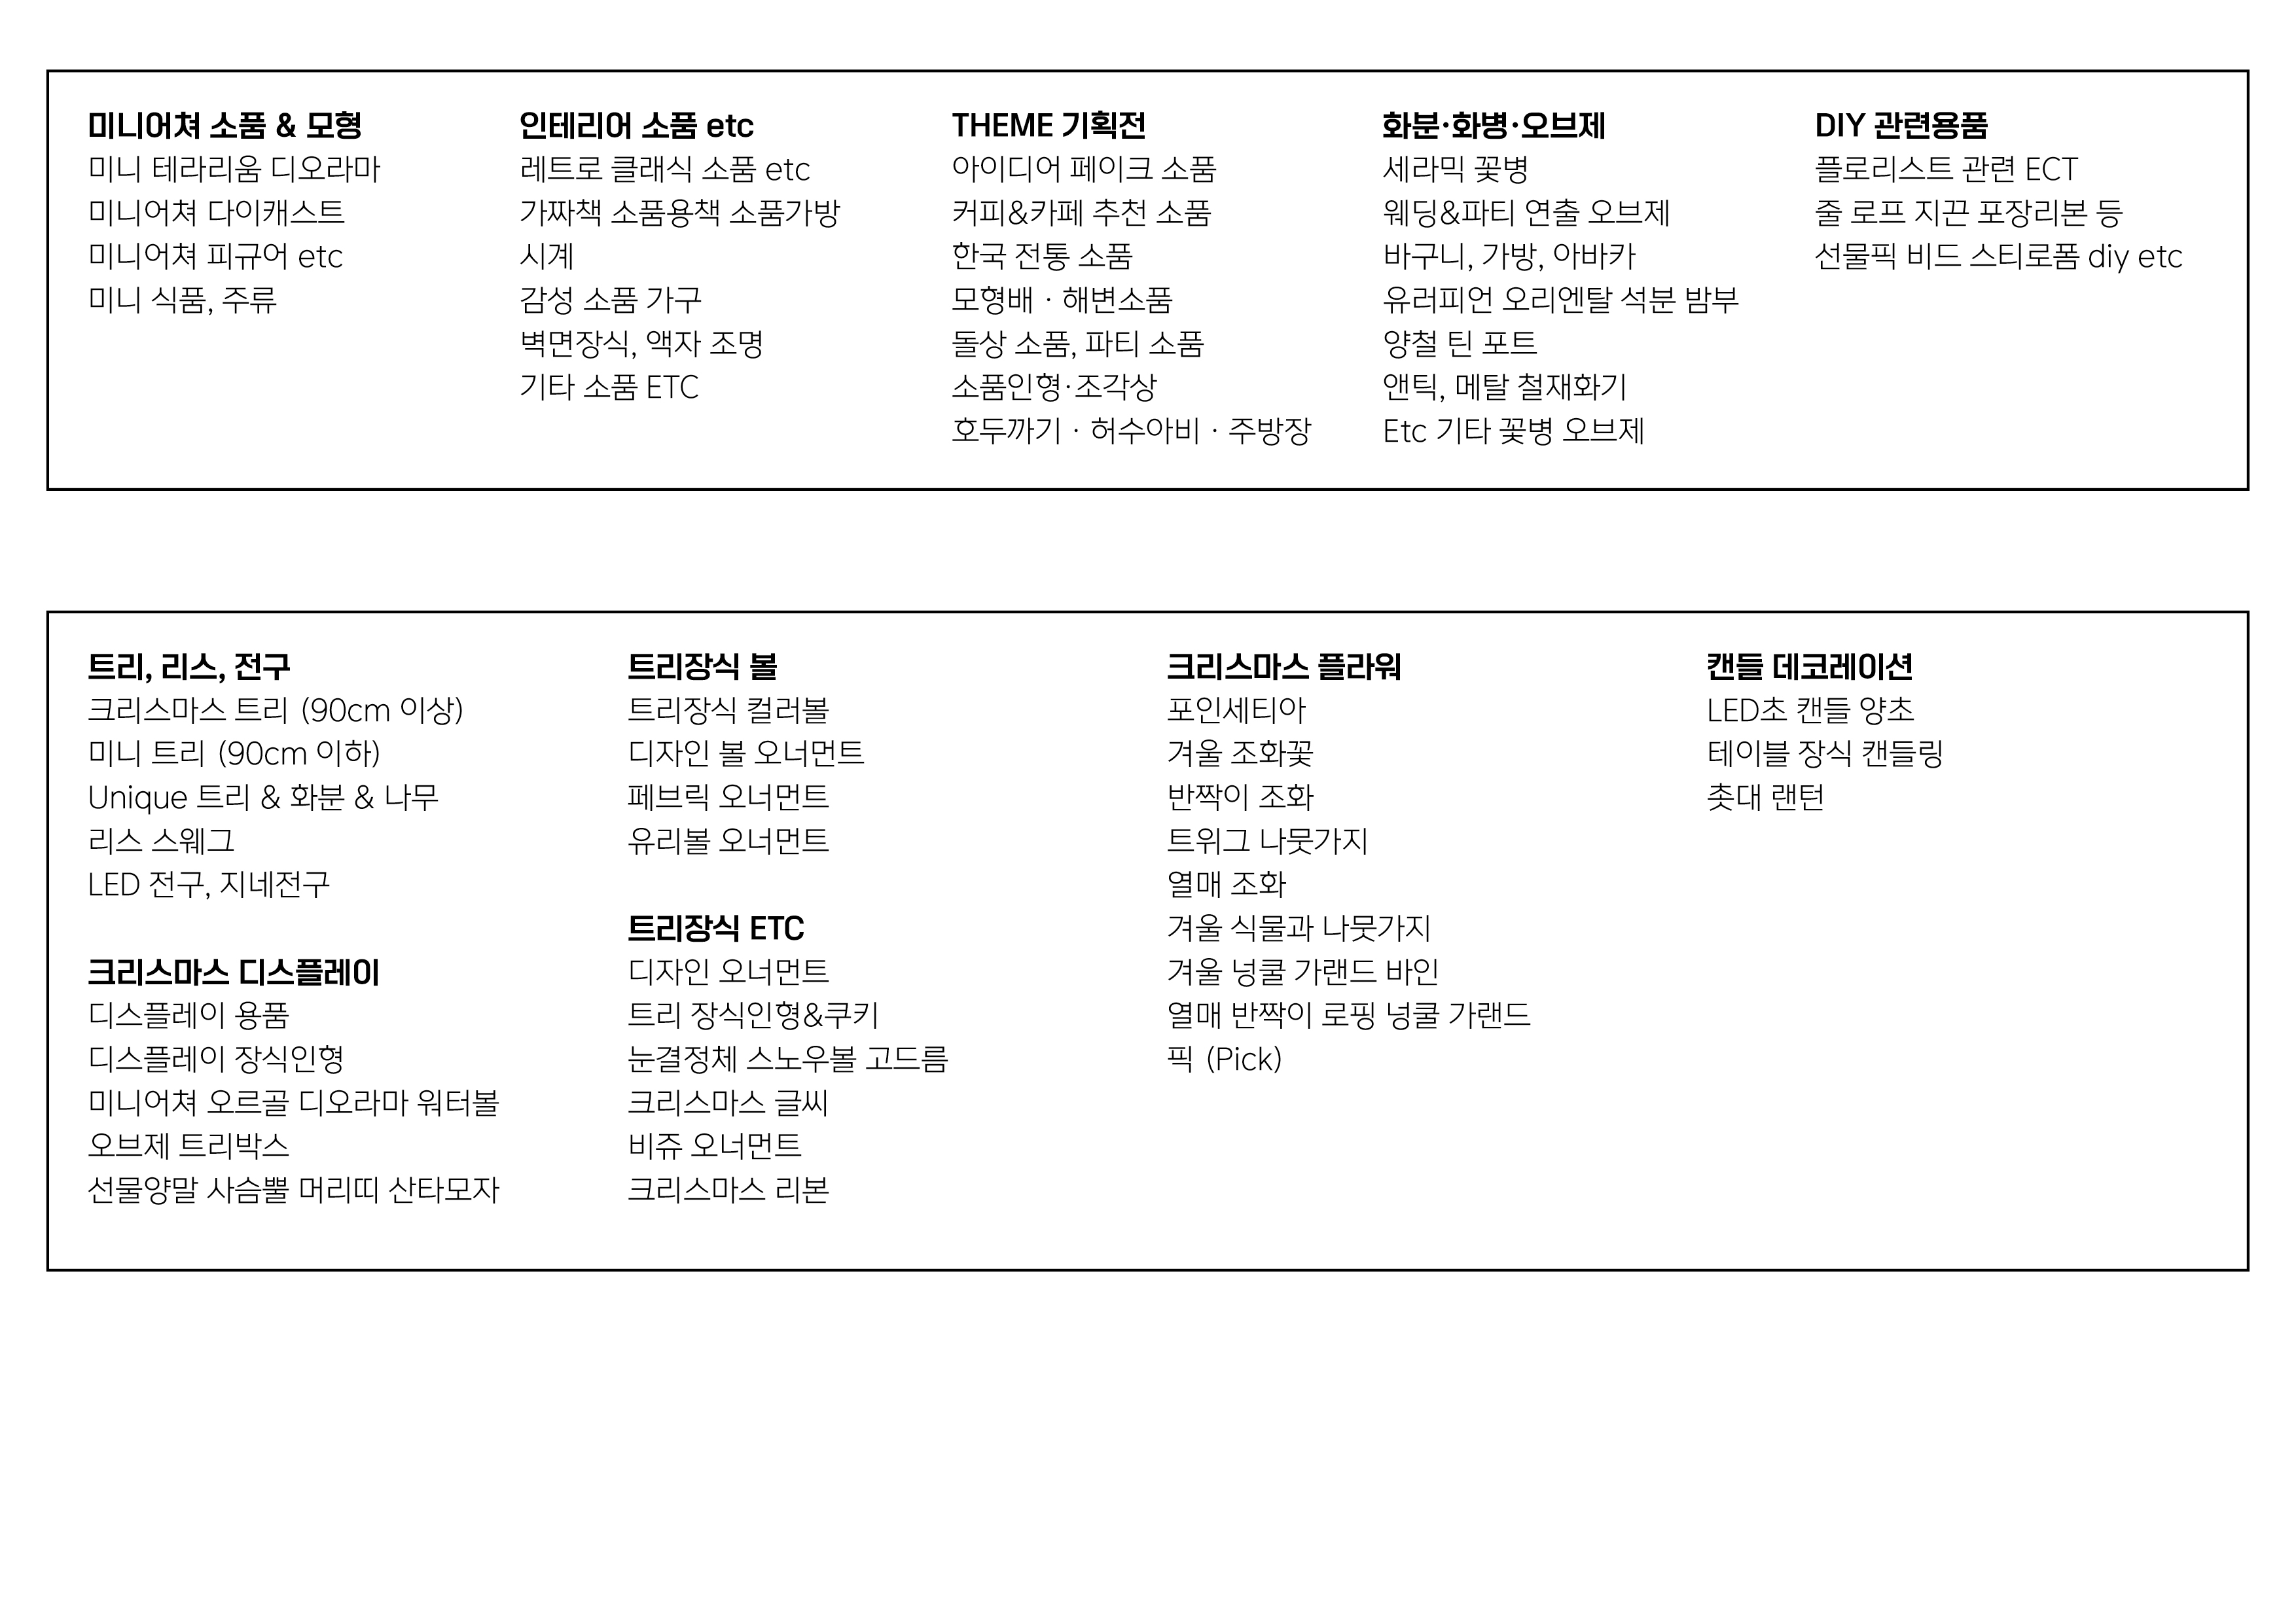 미니어쳐 소품 & 모형
미니 테라리움 디오라마
미니어쳐 다이캐스트
미니어쳐 피규어 etc
미니 식품, 주류
인테리어 소품 etc
레트로 클래식 소품 etc
가짜책 소품용책 소품가방
시계
감성 소품 가구
벽면장식, 액자 조명
기타 소품 ETC
THEME 기획전
아이디어 페이크 소품
커피&카페 추천 소품
한국 전통 소품
모형배 · 해변소품
돌상 소품, 파티 소품
소품인형·조각상
호두까기 · 허수아비 · 주방장
화분·화병·오브제
세라믹 꽃병
웨딩&파티 연출 오브제
바구니, 가방, 아바카
유러피언 오리엔탈 석분 밤부
양철 틴 포트
앤틱, 메탈 철재화기
Etc 기타 꽃병 오브제
DIY 관련용품
플로리스트 관련 ECT
줄 로프 지끈 포장리본 등
선물픽 비드 스티로폼 diy etc
트리, 리스, 전구
크리스마스 트리 (90cm 이상)
미니 트리 (90cm 이하)
Unique 트리 & 화분 & 나무
리스 스웨그
LED 전구, 지네전구
크리스마스 디스플레이
디스플레이 용품
디스플레이 장식인형
미니어쳐 오르골 디오라마 워터볼
오브제 트리박스
선물양말 사슴뿔 머리띠 산타모자
트리장식 볼
트리장식 컬러볼
디자인 볼 오너먼트
페브릭 오너먼트
유리볼 오너먼트
트리장식 ETC
디자인 오너먼트
트리 장식인형&쿠키
눈결정체 스노우볼 고드름
크리스마스 글씨
비쥬 오너먼트
크리스마스 리본
크리스마스 플라워
포인세티아
겨울 조화꽃
반짝이 조화
트위그 나뭇가지
열매 조화
겨울 식물과 나뭇가지
겨울 넝쿨 가랜드 바인
열매 반짝이 로핑 넝쿨 가랜드
픽 (Pick)
캔들 데코레이션
LED초 캔들 양초
테이블 장식 캔들링
촛대 랜턴